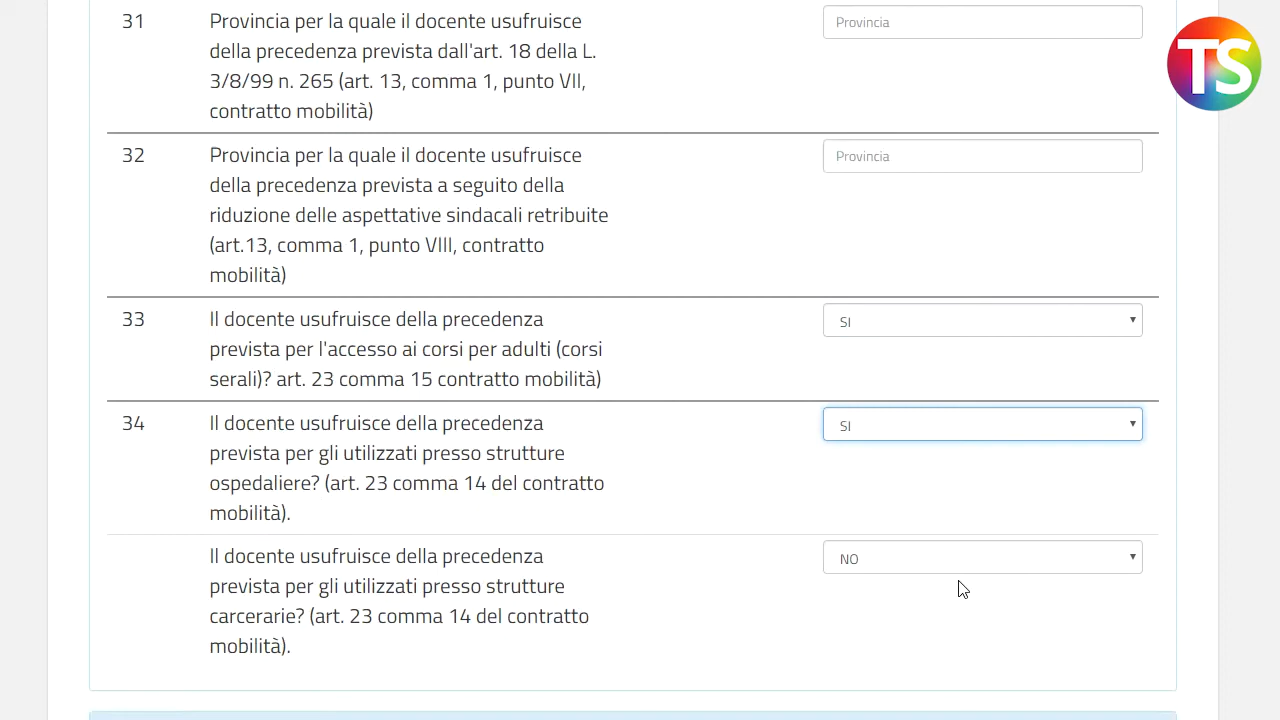 31
Provincia per la quale il docente usufruisce
della precedenza prevista dall'art. 18 della L.
3/8/99 n. 265 (art. 13, comma 1, punto VII,
contratto mobilità)
Provincia
TS
32
Provincia per la quale il docente usufruisce
della precedenza prevista a seguito della
riduzione delle aspettative sindacali retribuite
(art.13, comma 1, punto VIII, contratto
mobilità)
Provincia
33
Il docente usufruisce della precedenza
prevista per l'accesso ai corsi per adulti (corsi
serali)? art. 23 comma 15 contratto mobilità)
SI
34
Il docente usufruisce della precedenza
prevista per gli utilizzati presso strutture
ospedaliere? (art. 23 comma 14 del contratto
mobilità).
SI
Il docente usufruisce della precedenza
prevista per gli utilizzati presso strutture
carcerarie? (art. 23 comma 14 del contratto
mobilità).
NO